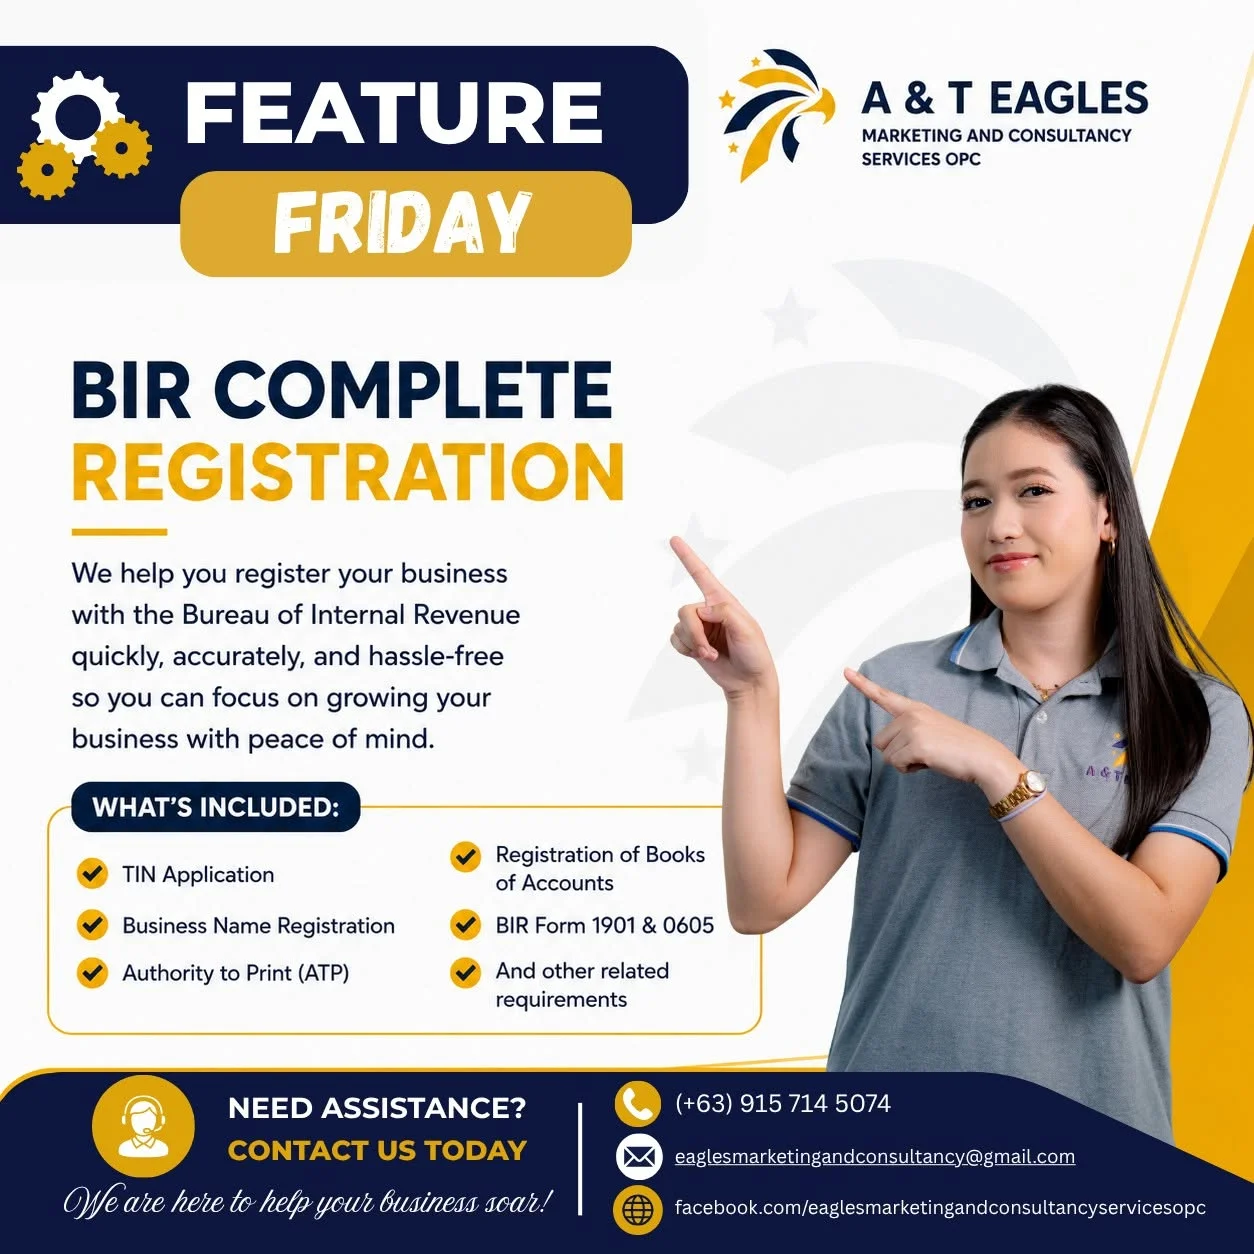 FEATURE
FRIDAY
A & T EAGLES
MARKETING AND CONSULTANCY
SERVICES OPC
BIR COMPLETE
REGISTRATION
We help you register your business
with the Bureau of Internal Revenue
quickly, accurately, and hassle-free
so you can focus on growing your
business with peace of mind.
WHAT'S INCLUDED:
TIN Application
Business Name Registration
Authority to Print (ATP)
Registration of Books
of Accounts
BIR Form 1901 & 0605
And other related
requirements
A & T
NEED ASSISTANCE?
CONTACT US TODAY
We are here to help your business soar!
(+63) 915 714 5074
eaglesmarketingandconsultancy@gmail.com
facebook.com/eaglesmarketingandconsultancyservicesopc